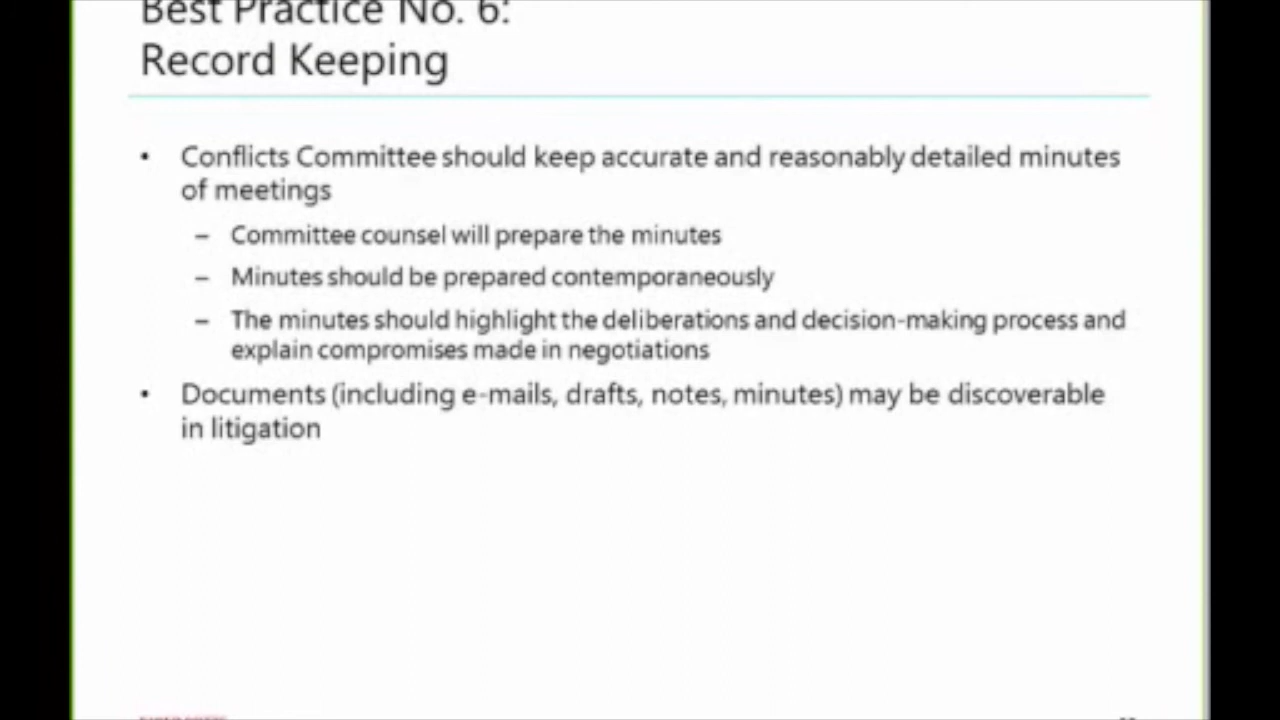 Best Practice No. 6:
Record Keeping
• Conflicts Committee should keep accurate and reasonably detailed minutes
of meetings
– Committee counsel will prepare the minutes
– Minutes should be prepared contemporaneously
– The minutes should highlight the deliberations and decision-making process and
explain compromises made in negotiations
• Documents (including e-mails, drafts, notes, minutes) may be discoverable
in litigation